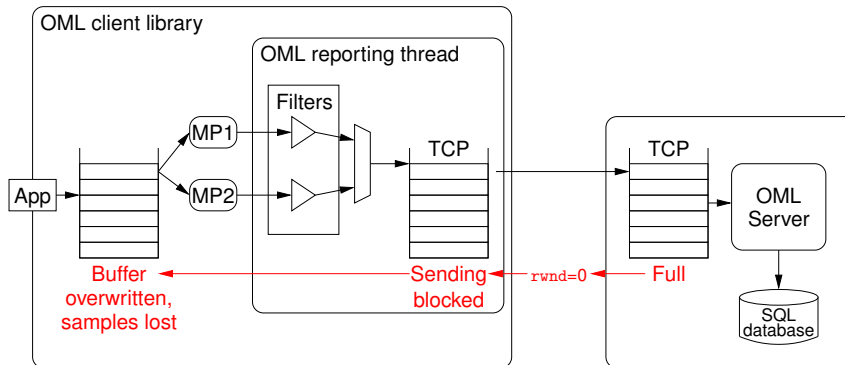 OML client library
OML reporting thread
Filters
MP1
MP2
App
TCP
TCP
OML
Server
Buffer
overwritten,
samples lost
Sending
blocked
rwnd=0
Full
SQL
database